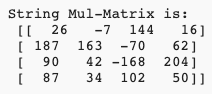 String Mul-Matrix is:
[[ 26 -7 144 16]
[ 187 163 -70 62]
[ 90 42 -168 204]
[ 87 34 102 50]]